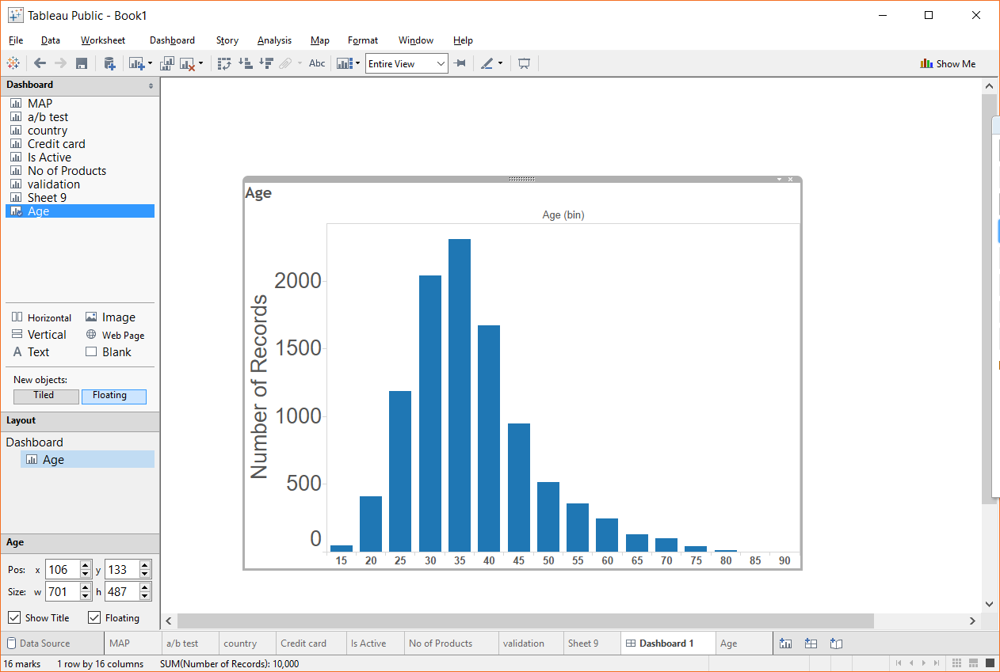 Tableau Public - Book1
File Data Worksheet Dashboard Story Analysis Map Format Window Help
Abc Entire View Show Me
Dashboard
MAP
a/b test
country
Credit card
Is Active
No of Products
validation
Sheet 9
Age
Horizontal Image
Vertical Web Page
A Text Blank
New objects:
Tiled Floating
Layout
Dashboard
Age
Age
Pos: x 106 y 133
Size: w 701 h 487
Show Title Floating
Age
Age (bin)
Number of Records
2000
1500
1000
500
0
15 20 25 30 35 40 45 50 55 60 65 70 75 80 85 90
Data Source MAP a/b test country Credit card Is Active No of Products validation Sheet 9 Dashboard 1 Age
16 marks 1 row by 16 columns SUM(Number of Records): 10,000